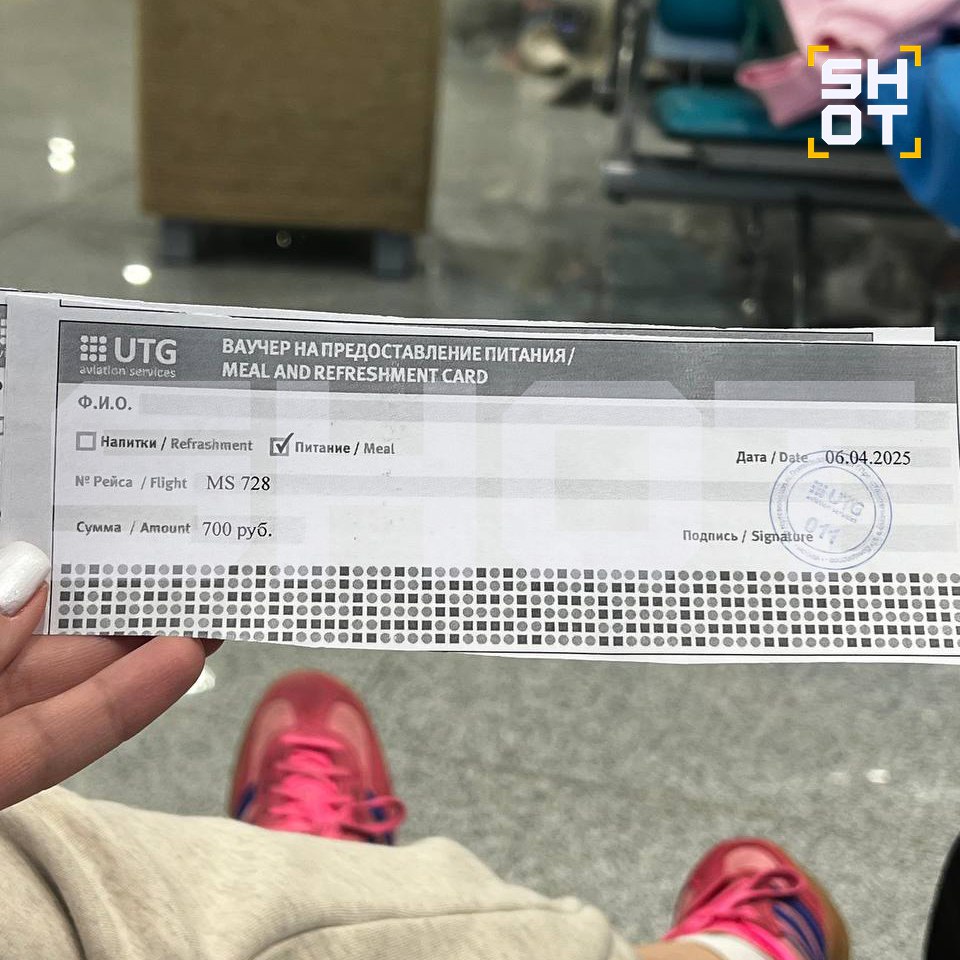 SH
OT
UTG
aviation services
ВАУЧЕР НА ПРЕДОСТАВЛЕНИЕ ПИТАНИЯ /
MEAL AND REFRESHMENT CARD
Ф.И.О.
Напитки / Refrashment Питание / Meal
Дата / Date 06.04.2025
№ Рейса / Flight MS 728
Сумма / Amount 700 руб.
Подпись / Signature
UTG
011
SHOT